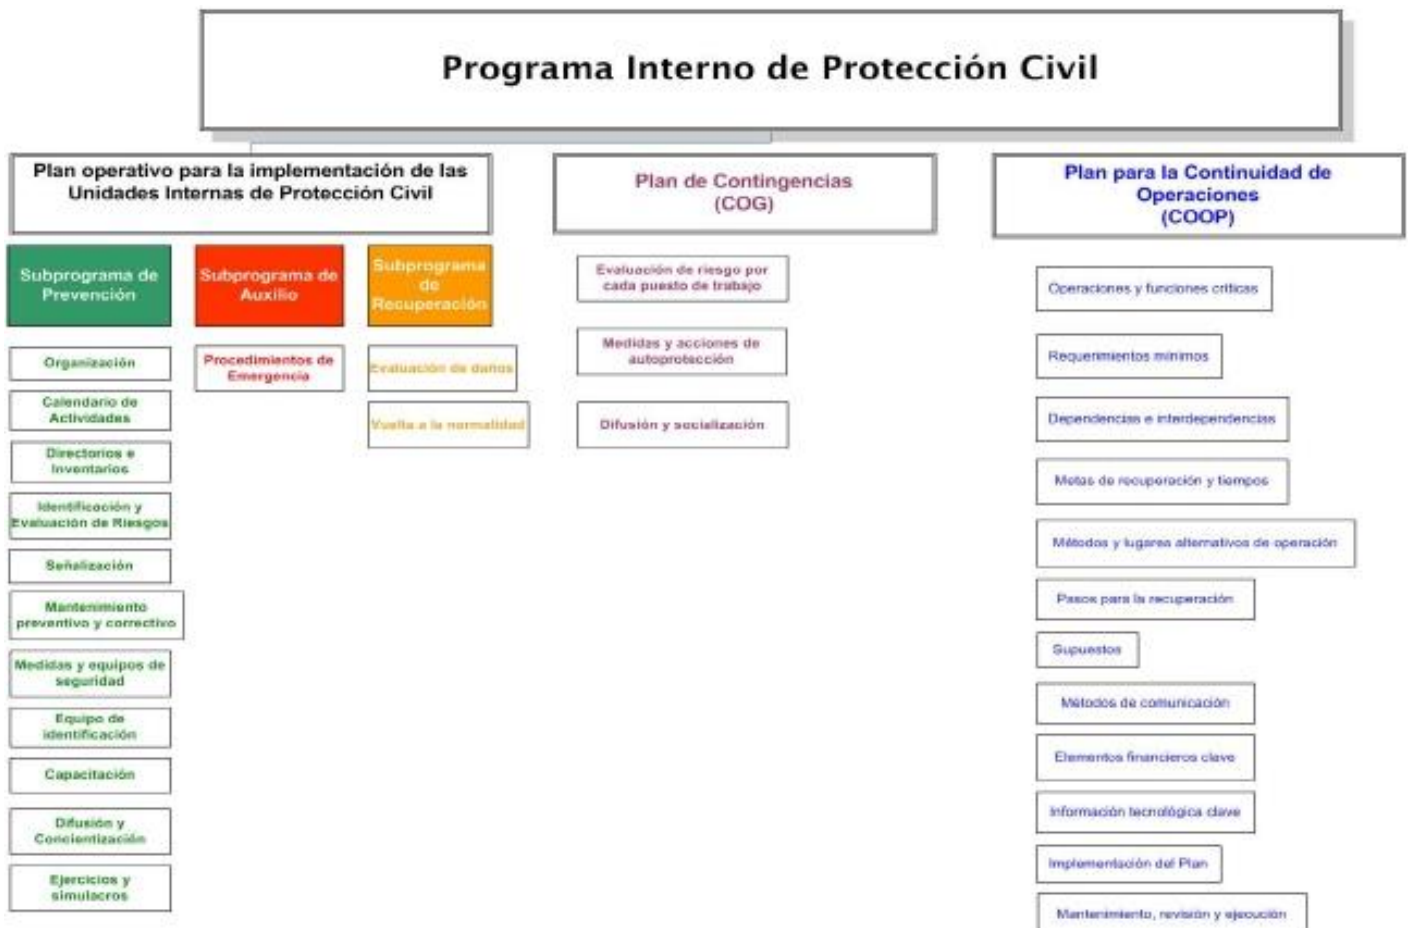 Programa Interno de Protección Civil
Plan operativo para la implementación de las
Unidades Internas de Protección Civil
Subprograma de
Prevención
Organización
Calendario de
Actividades
Directorios e
Inventarios
Identificación y
Evaluación de Riesgos
Señalización
Mantenimiento
preventivo y correctivo
Medidas y equipos de
seguridad
Equipo de
identificación
Capacitación
Difusión y
Concientización
Ejercicios y
simulacros
Subprograma de
Auxilio
Procedimientos de
Emergencia
Subprograma
de
Recuperación
Evaluación de daños
Vuelta a la normalidad
Plan de Contingencias
(COG)
Evaluación de riesgo por
cada puesto de trabajo
Medidas y acciones de
autoprotección
Difusión y socialización
Plan para la Continuidad de
Operaciones
(COOP)
Operaciones y funciones críticas
Requerimientos mínimos
Dependencias e interdependencias
Metas de recuperación y tiempos
Métodos y lugares alternativos de operación
Pasos para la recuperación
Supuestos
Métodos de comunicación
Elementos financieros clave
Información tecnológica clave
Implementación del Plan
Mantenimiento, revisión y ejecución